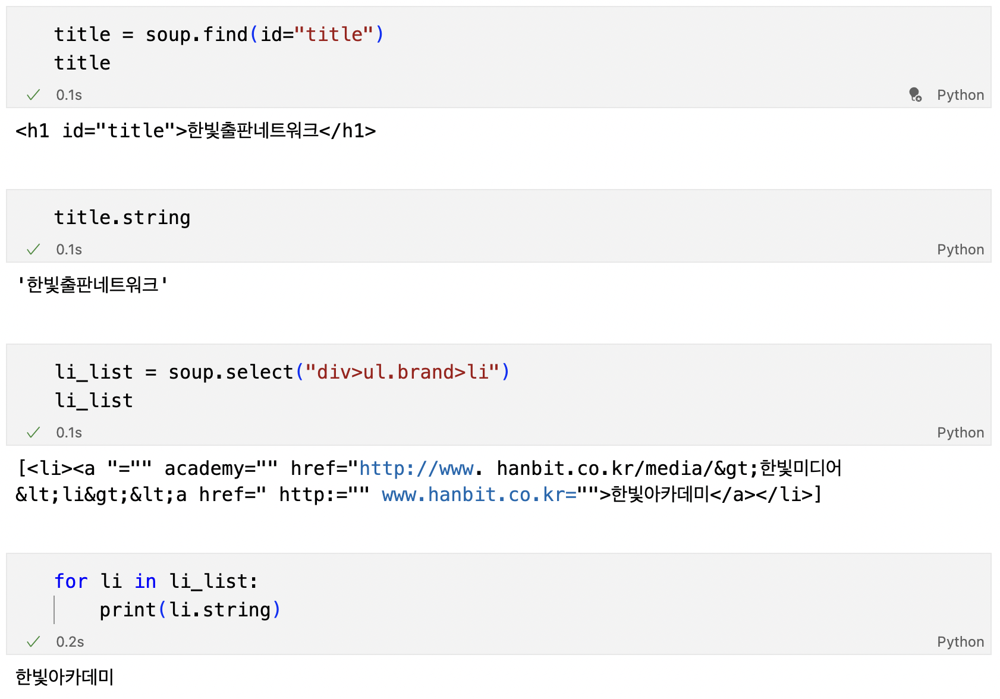 title = soup.find(id="title")
title
0.1s
Python
<h1 id="title">한빛출판네트워크</h1>
title.string
0.1s
Python
'한빛출판네트워크'
li_list = soup.select("div>ul.brand>li")
li_list
0.1s
Python
[<li><a "="" academy="" href="http://www. hanbit.co.kr/media/&gt;한빛미디어
&lt;li&gt;&lt;a href=" http:="" www.hanbit.co.kr="">한빛아카데미</a></li>]
for li in li_list:
    print(li.string)
0.2s
Python
한빛아카데미